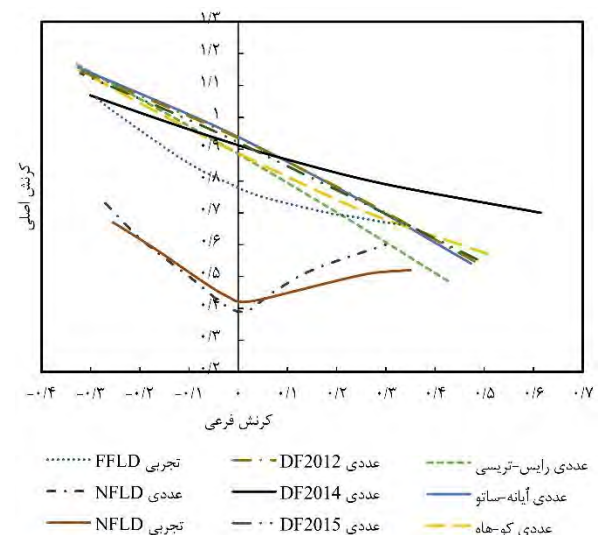 ۱/۳
۱/۲
۱/۱
۱
۰/۹
۰/۸
۰/۷
۰/۶
۰/۵
۰/۴
۰/۳
۰/۲
کرنش اصلی
-۰/۴ -۰/۳ -۰/۲ -۰/۱ ۰ ۰/۱ ۰/۲ ۰/۳ ۰/۴ ۰/۵ ۰/۶ ۰/۷
کرنش فرعی
عددی رایس-تریسی
عددی DF2012
تجربی FFLD
عددی آیانه-ساتو
عددی DF2014
عددی NFLD
عددی کو-هاه
عددی DF2015
تجربی NFLD